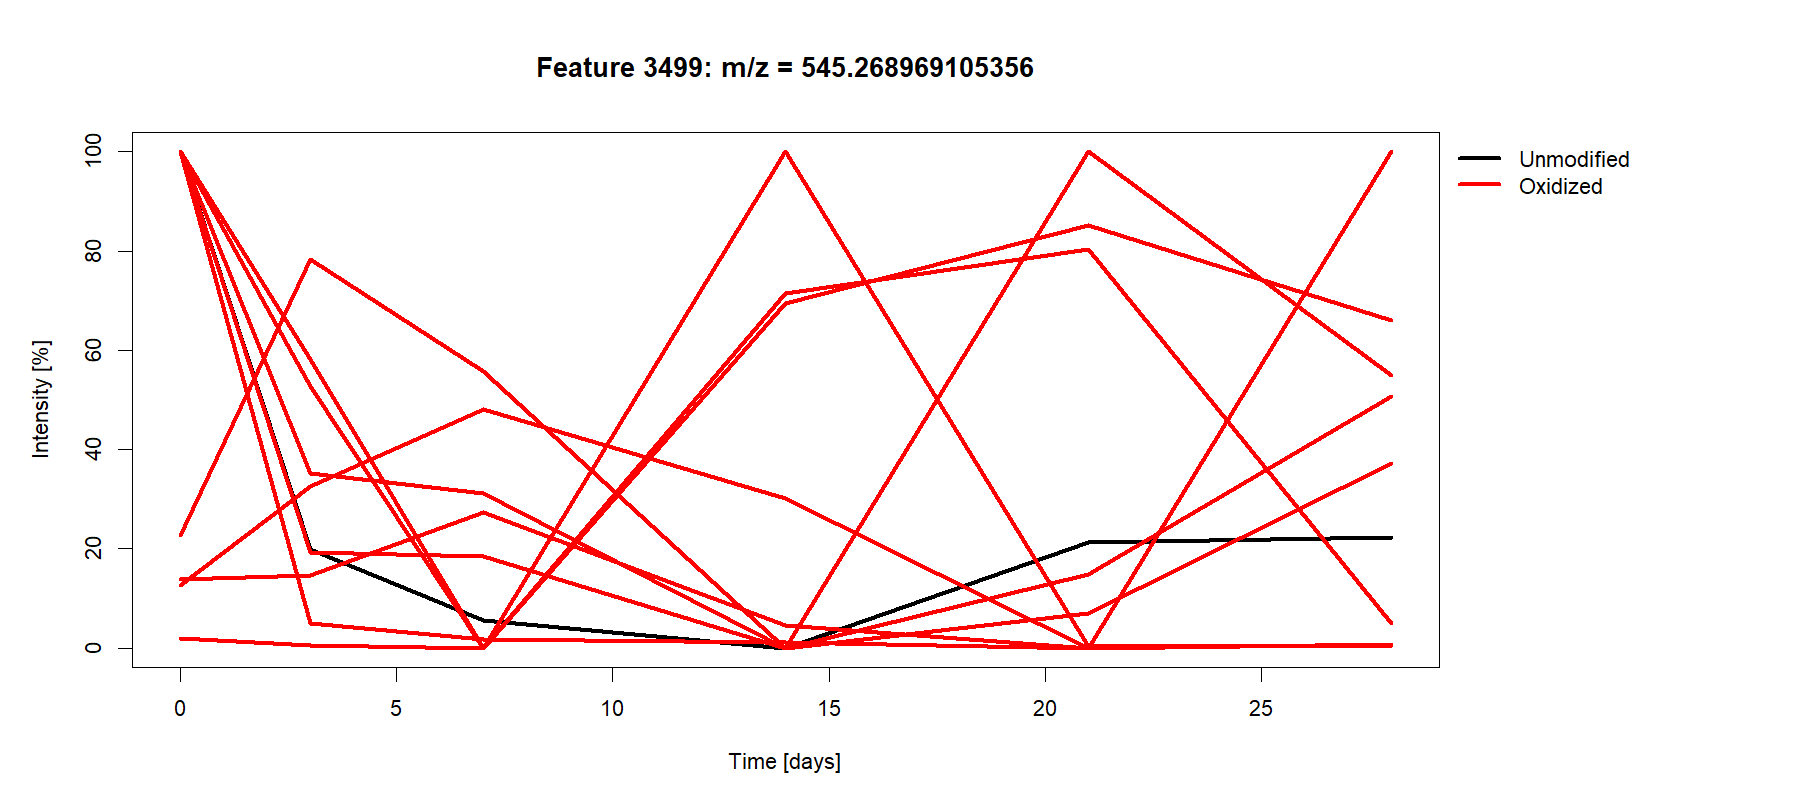 Feature 3499: m/z = 545.268969105356
Unmodified
Oxidized
100
80
60
40
20
0
Intensity [%]
0 5 10 15 20 25
Time [days]